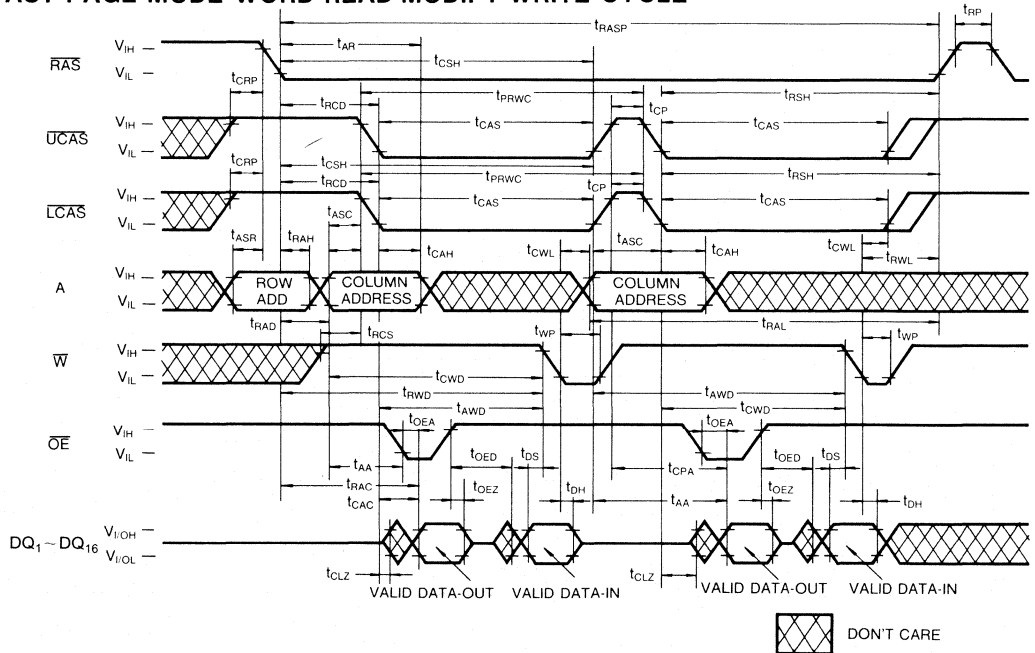 FAST PAGE MODE WORD READ-MODIFY-WRITE CYCLE
tRASP
tRP
tAR
tCSH
RAS
VIH
VIL
tCRP
tRCD
tPRWC
tCP
tRSH
UCAS
VIH
VIL
tCAS
tCAS
tCRP
tCSH
tPRWC
tRCD
tCP
tRSH
LCAS
VIH
VIL
tASC
tCAS
tCAS
tASR
tRAH
tCAH
tCWL
tASC
tCAH
tCWL
tRWL
A
VIH
VIL
ROW ADD
COLUMN ADDRESS
COLUMN ADDRESS
tRAD
tRCS
tWP
tRAL
tWP
W
VIH
VIL
tCWD
tRWD
tAWD
tAWD
tCWD
OE
VIH
VIL
tOEA
tOEA
tAA
tOED
tDS
tCPA
tOED
tDS
tRAC
tCAC
tOEZ
tDH
tAA
tOEZ
tDH
DQ1~DQ16
VI/OH
VI/OL
tCLZ
VALID DATA-OUT
VALID DATA-IN
tCLZ
VALID DATA-OUT
VALID DATA-IN
DON'T CARE